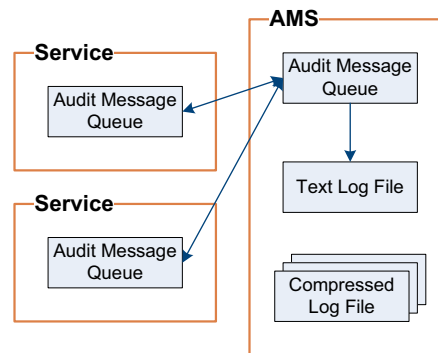 Service
Audit Message
Queue
Service
Audit Message
Queue
AMS
Audit Message
Queue
Text Log File
Compressed
Log File